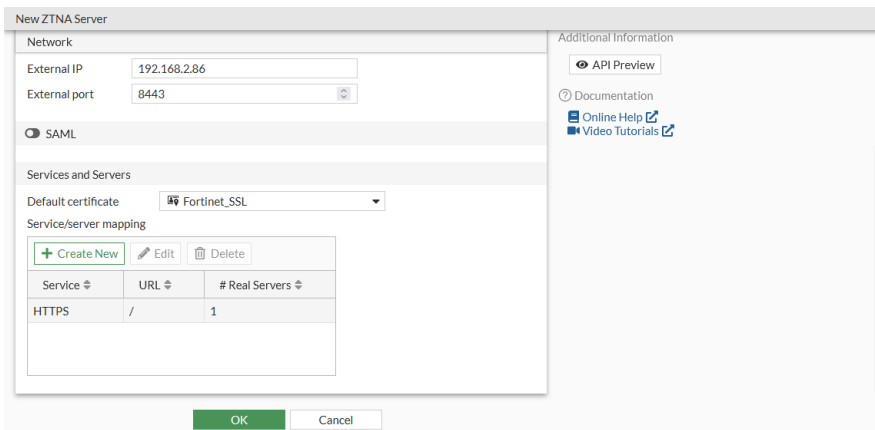 New ZTNA Server
Network
External IP 192.168.2.86
External port 8443
SAML
Services and Servers
Default certificate Fortinet_SSL
Service/server mapping
+ Create New Edit Delete
Service URL # Real Servers
HTTPS / 1
OK Cancel
Additional Information
API Preview
Documentation
Online Help
Video Tutorials